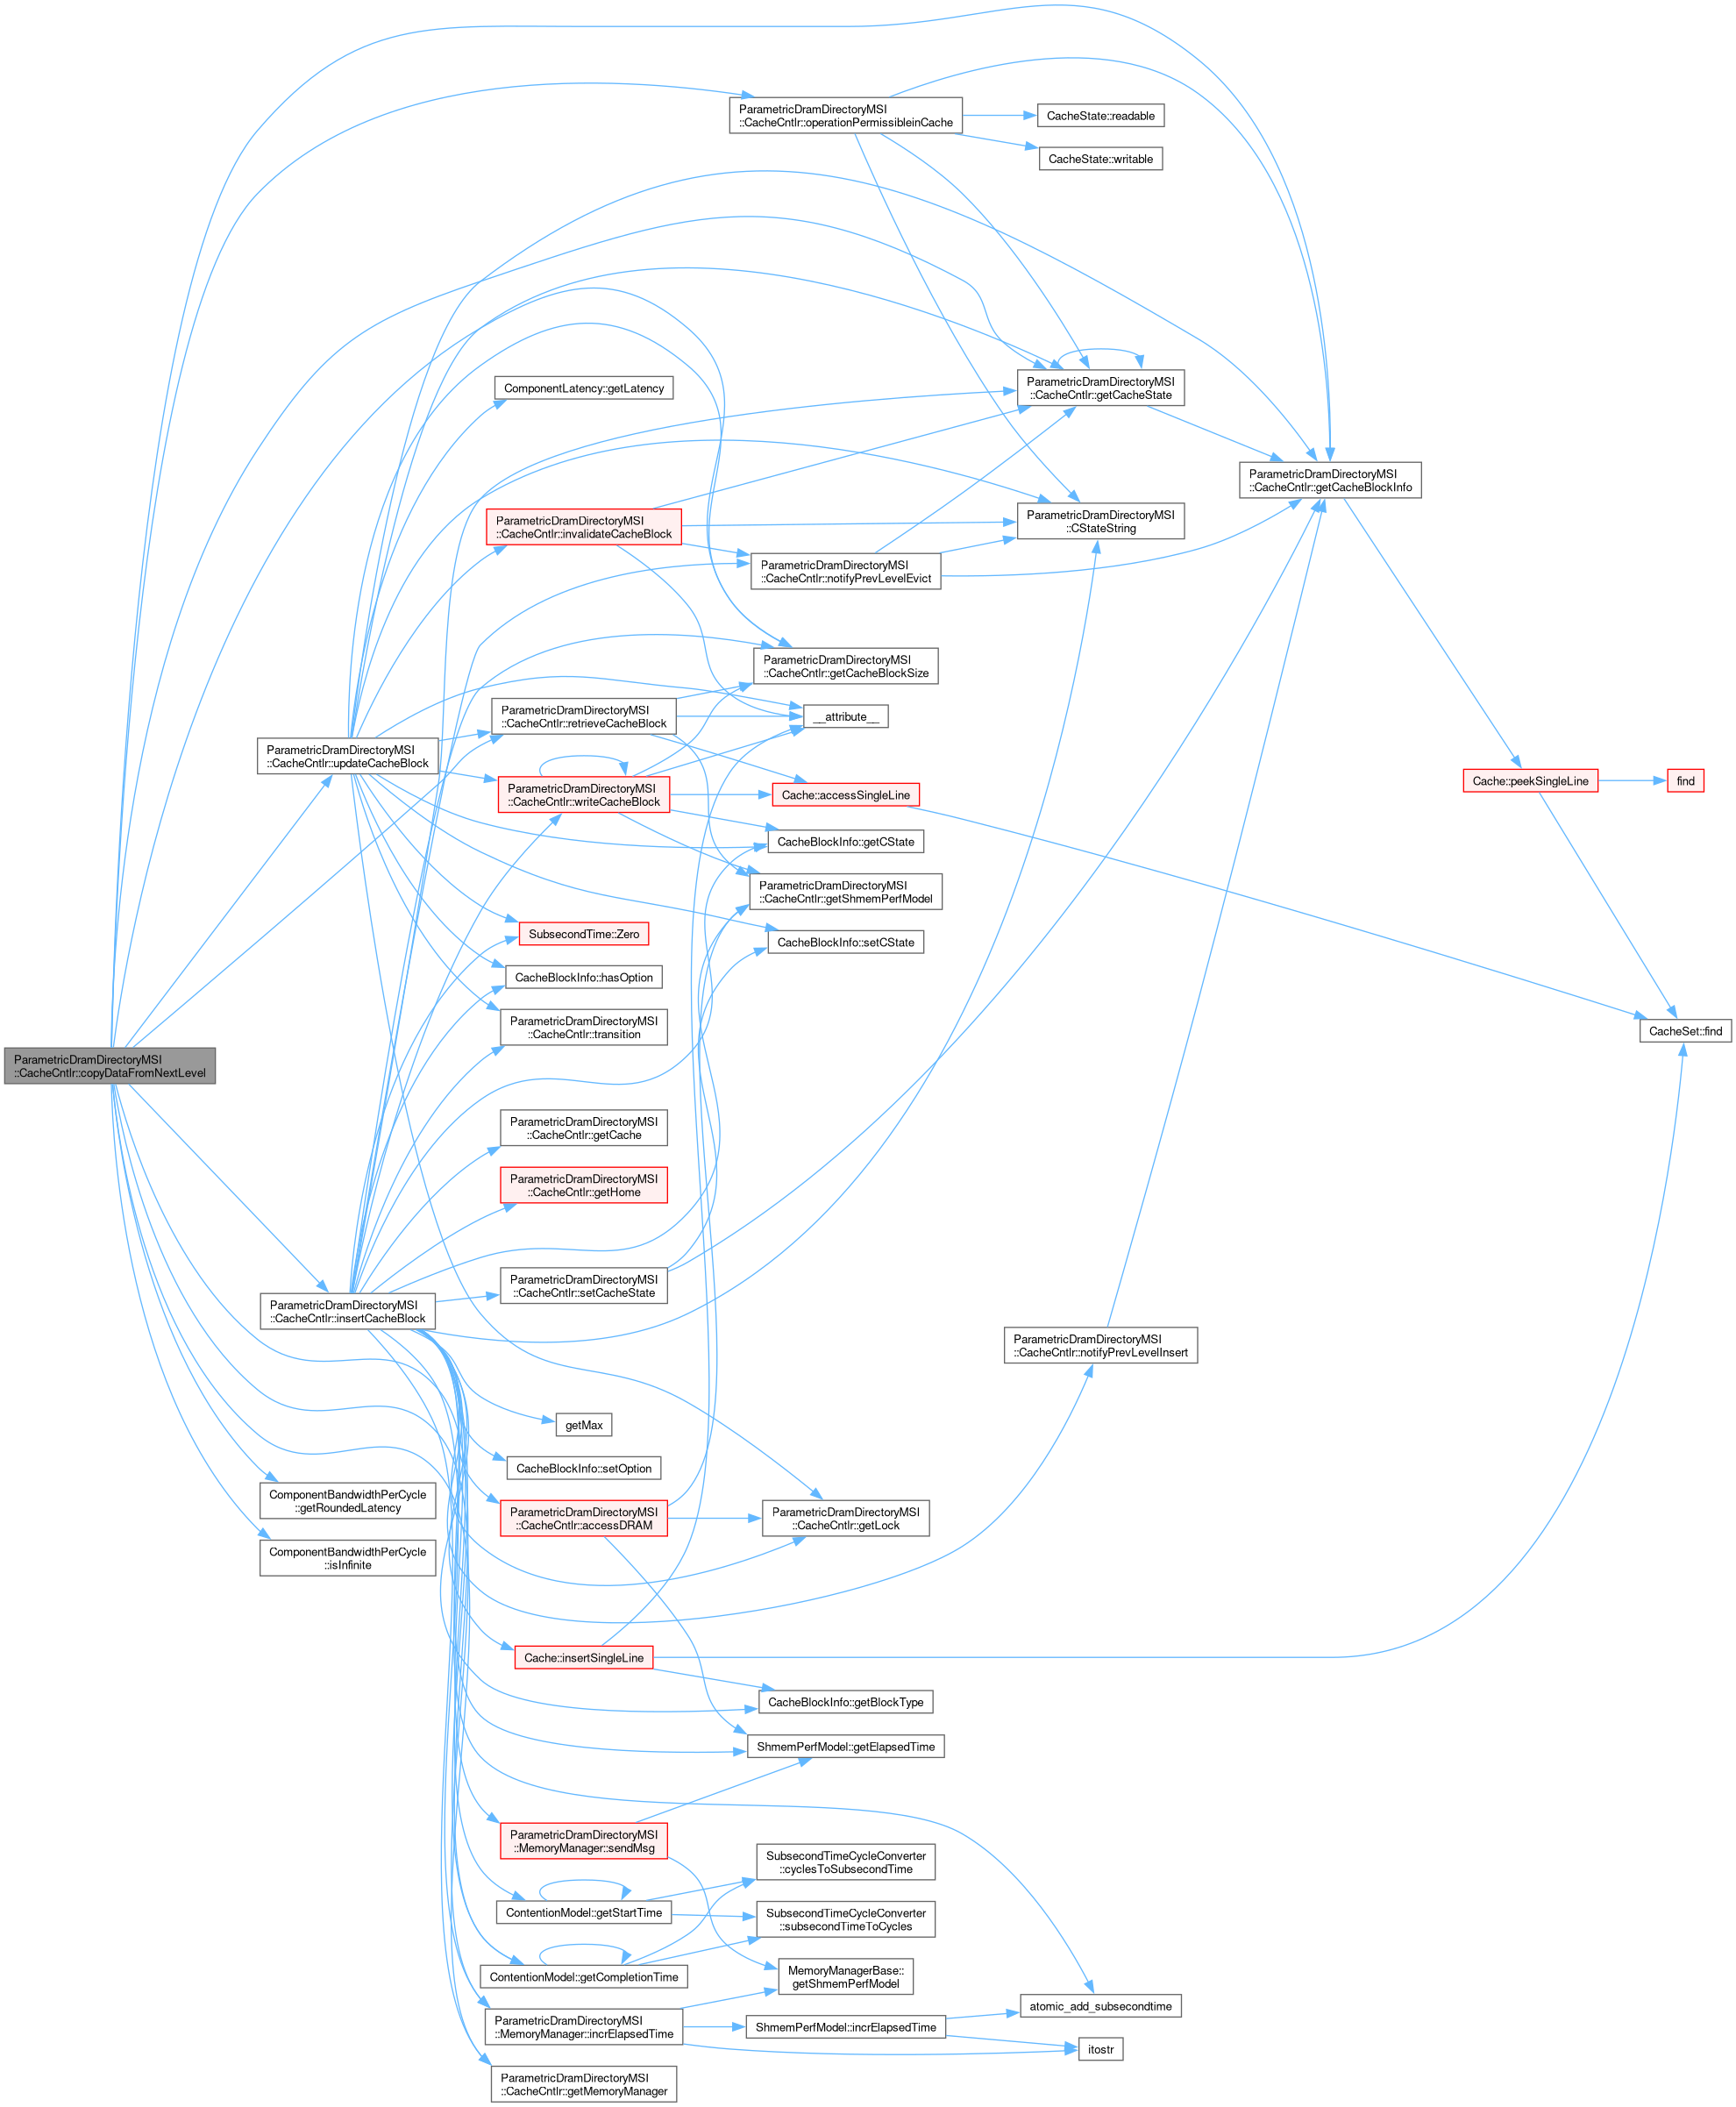 ParametricDramDirectoryMSI
::CacheCntlr::copyDataFromNextLevel
ParametricDramDirectoryMSI
::CacheCntlr::updateCacheBlock
ParametricDramDirectoryMSI
::CacheCntlr::insertCacheBlock
ComponentBandwidthPerCycle
::getRoundedLatency
ComponentBandwidthPerCycle
::isInfinite
ComponentLatency::getLatency
ParametricDramDirectoryMSI
::CacheCntlr::invalidateCacheBlock
ParametricDramDirectoryMSI
::CacheCntlr::retrieveCacheBlock
ParametricDramDirectoryMSI
::CacheCntlr::writeCacheBlock
SubsecondTime::Zero
CacheBlockInfo::hasOption
ParametricDramDirectoryMSI
::CacheCntlr::transition
ParametricDramDirectoryMSI
::CacheCntlr::getCache
ParametricDramDirectoryMSI
::CacheCntlr::getHome
ParametricDramDirectoryMSI
::CacheCntlr::setCacheState
getMax
CacheBlockInfo::setOption
ParametricDramDirectoryMSI
::CacheCntlr::accessDRAM
Cache::insertSingleLine
ParametricDramDirectoryMSI
::MemoryManager::sendMsg
ContentionModel::getStartTime
ContentionModel::getCompletionTime
ParametricDramDirectoryMSI
::MemoryManager::incrElapsedTime
ParametricDramDirectoryMSI
::CacheCntlr::getMemoryManager
ParametricDramDirectoryMSI
::CacheCntlr::operationPermissibleinCache
ParametricDramDirectoryMSI
::CacheCntlr::notifyPrevLevelEvict
ParametricDramDirectoryMSI
::CacheCntlr::getCacheBlockSize
__attribute__
Cache::accessSingleLine
CacheBlockInfo::getCState
ParametricDramDirectoryMSI
::CacheCntlr::getShmemPerfModel
CacheBlockInfo::setCState
ParametricDramDirectoryMSI
::CacheCntlr::getLock
CacheBlockInfo::getBlockType
ShmemPerfModel::getElapsedTime
SubsecondTimeCycleConverter
::cyclesToSubsecondTime
SubsecondTimeCycleConverter
::subsecondTimeToCycles
MemoryManagerBase::
getShmemPerfModel
ShmemPerfModel::incrElapsedTime
CacheState::readable
CacheState::writable
ParametricDramDirectoryMSI
::CacheCntlr::getCacheState
ParametricDramDirectoryMSI
::CStateString
ParametricDramDirectoryMSI
::CacheCntlr::notifyPrevLevelInsert
atomic_add_subsecondtime
itostr
ParametricDramDirectoryMSI
::CacheCntlr::getCacheBlockInfo
Cache::peekSingleLine
find
CacheSet::find